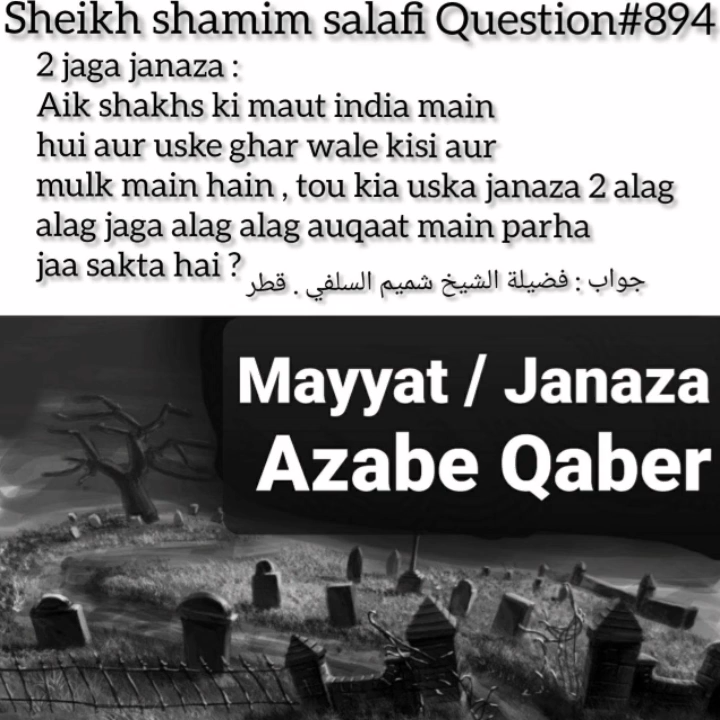 Sheikh shamim salafi Question#894
2 jaga janaza :
Aik shakhs ki maut india main
hui aur uske ghar wale kisi aur
mulk main hain , tou kia uska janaza 2 alag
alag jaga alag alag auqaat main parha
jaa sakta hai ?
جواب : فضيلة الشيخ شميم السلفي . قطر
Mayyat / Janaza
Azabe Qaber